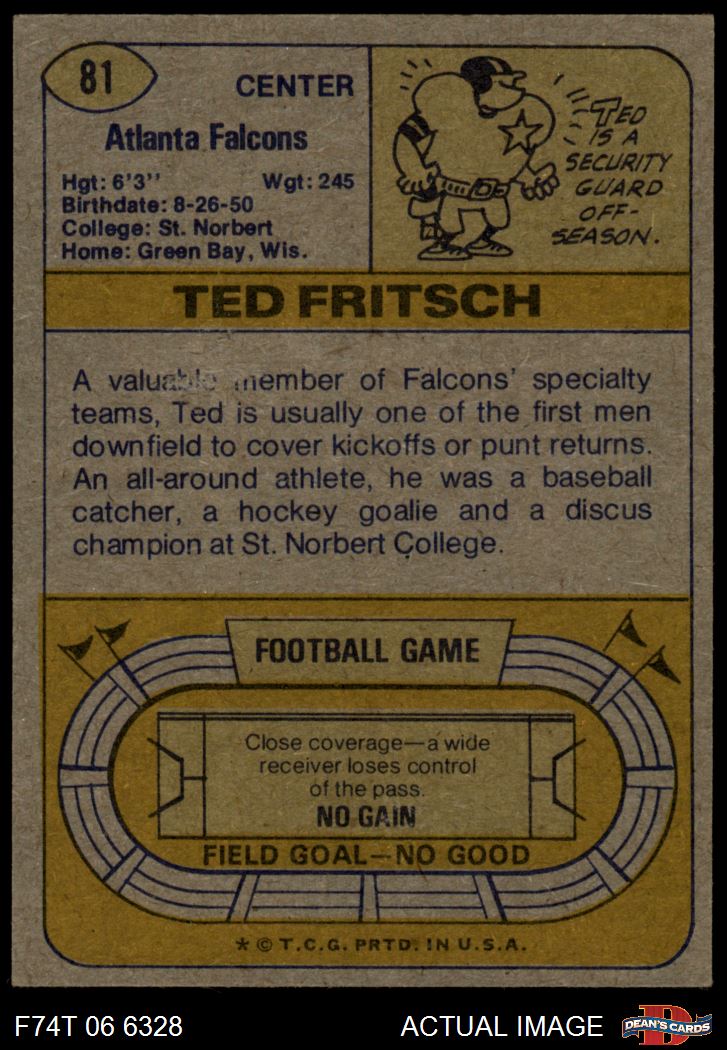 81
CENTER
Atlanta Falcons
Hgt: 6'3" Wgt: 245
Birthdate: 8-26-50
College: St. Norbert
Home: Green Bay, Wis.
TED
IS A
SECURITY
GUARD
OFF-
SEASON.
TED FRITSCH
A valuable member of Falcons' specialty
teams, Ted is usually one of the first men
downfield to cover kickoffs or punt returns.
An all-around athlete, he was a baseball
catcher, a hockey goalie and a discus
champion at St. Norbert College.
FOOTBALL GAME
Close coverage—a wide
receiver loses control
of the pass.
NO GAIN
FIELD GOAL—NO GOOD
* © T.C.G. PRTD. IN U.S.A.
F74T 06 6328 ACTUAL IMAGE
D
DEAN'S CARDS